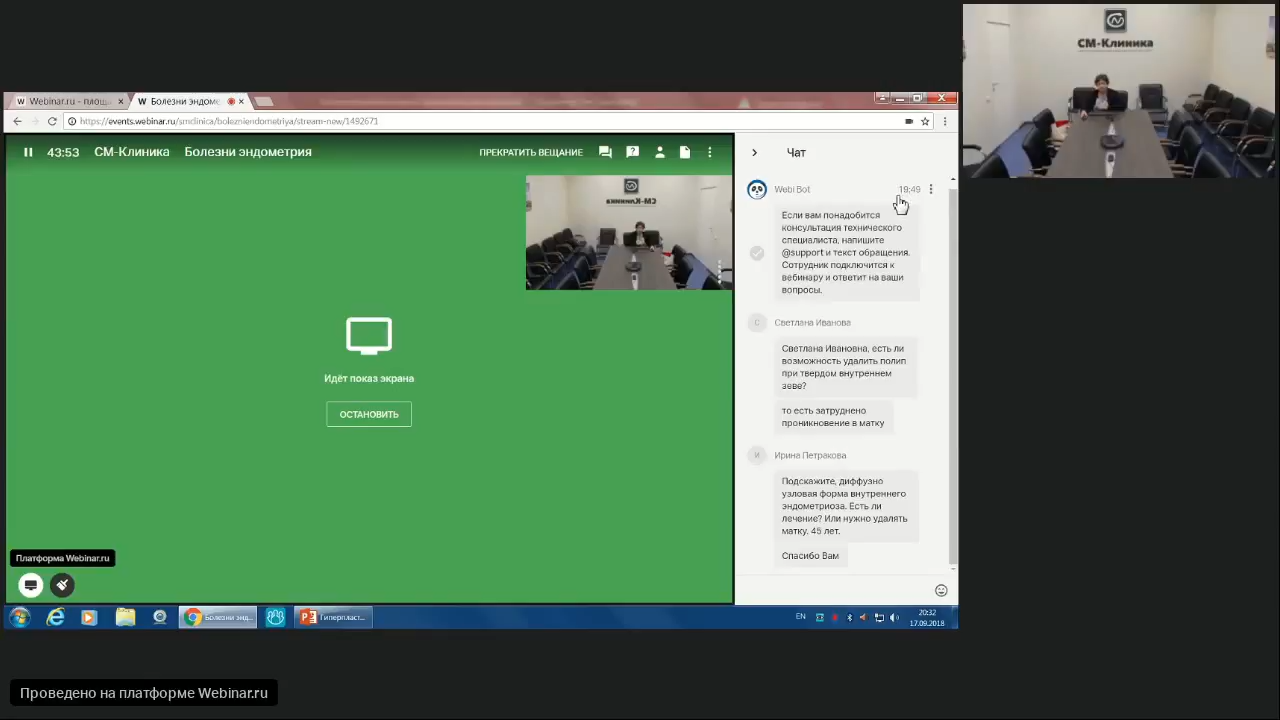 СМ-Клиника
Webinar.ru - площ
Болезни эндоме
https://events.webinar.ru/smclinica/bolezniendometriya/stream-new/1492671
43:53 СМ-Клиника Болезни эндометрия
ПРЕКРАТИТЬ ВЕЩАНИЕ
Идёт показ экрана
ОСТАНОВИТЬ
Платформа Webinar.ru
Чат
Webi Bot 19:49
Если вам понадобится
консультация технического
специалиста, напишите
@support и текст обращения.
Сотрудник подключится к
вебинару и ответит на ваши
вопросы.
С Светлана Иванова
Светлана Ивановна, есть ли
возможность удалить полип
при твердом внутреннем
зеве?
то есть затруднено
проникновение в матку
И Ирина Петракова
Подскажите, диффузно
узловая форма внутреннего
эндометриоза. Есть ли
лечение? Или нужно удалять
матку. 45 лет.
Спасибо Вам
Болезни энд...
Гиперпласт...
EN
20:32
17.09.2018
Проведено на платформе Webinar.ru